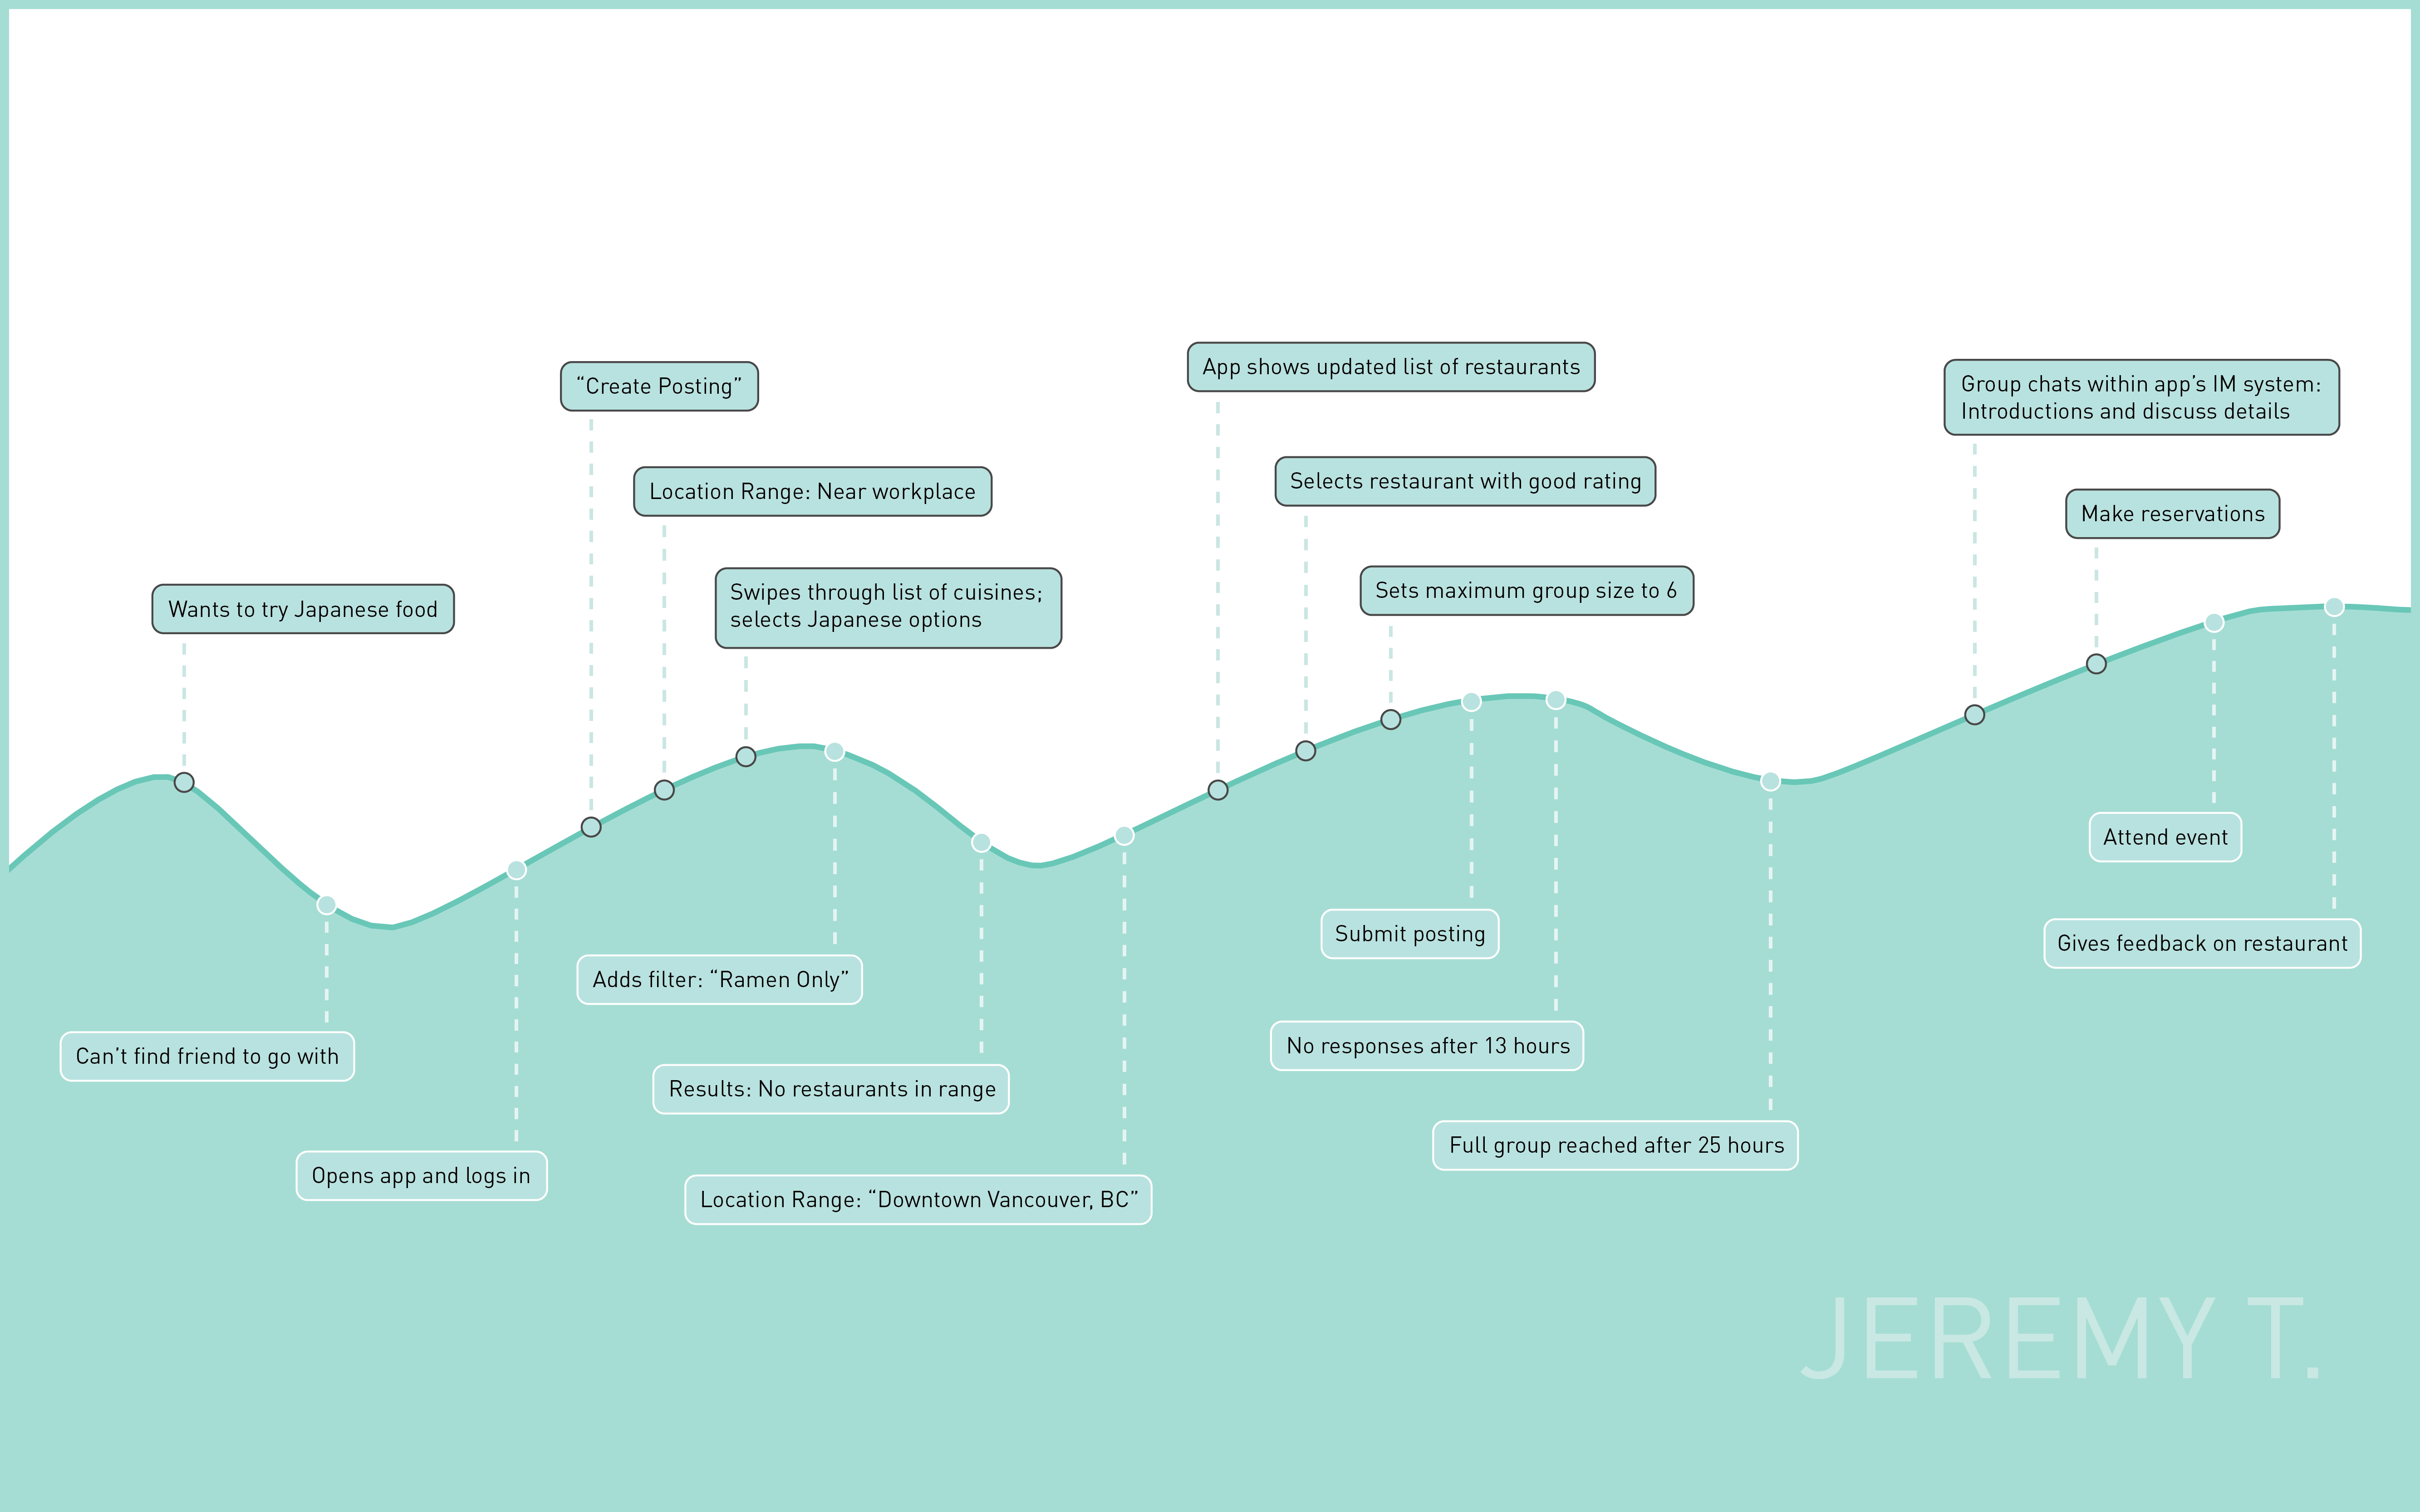 Wants to try Japanese food
Can’t find friend to go with
Opens app and logs in
“Create Posting”
Location Range: Near workplace
Swipes through list of cuisines;
selects Japanese options
Adds filter: “Ramen Only”
Results: No restaurants in range
Location Range: “Downtown Vancouver, BC”
App shows updated list of restaurants
Selects restaurant with good rating
Sets maximum group size to 6
Submit posting
No responses after 13 hours
Full group reached after 25 hours
Group chats within app’s IM system:
Introductions and discuss details
Make reservations
Attend event
Gives feedback on restaurant
JEREMY T.